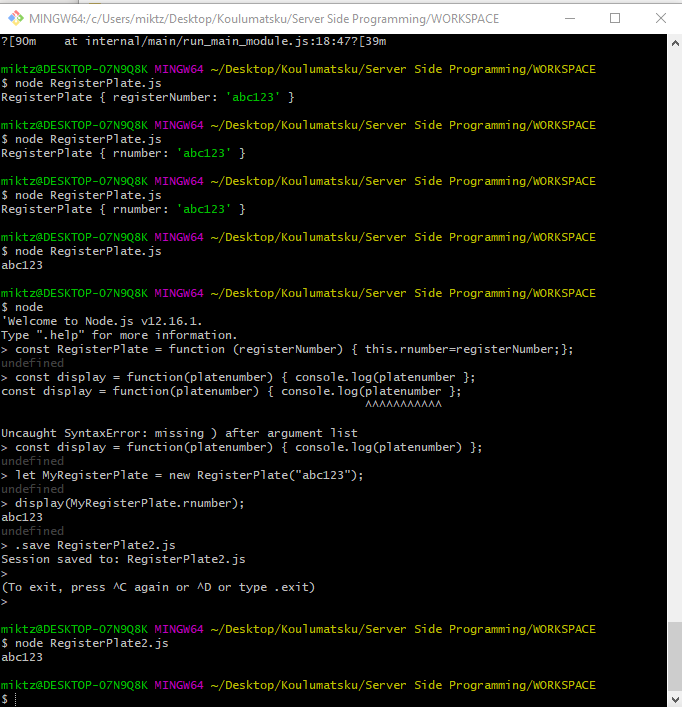 MINGW64:/c/Users/miktz/Desktop/Koulumatsku/Server Side Programming/WORKSPACE
?[90m    at internal/main/run_main_module.js:18:47?[39m
miktz@DESKTOP-O7N9Q8K MINGW64 ~/Desktop/Koulumatsku/Server Side Programming/WORKSPACE
$ node RegisterPlate.js
RegisterPlate { registerNumber: 'abc123' }
miktz@DESKTOP-O7N9Q8K MINGW64 ~/Desktop/Koulumatsku/Server Side Programming/WORKSPACE
$ node RegisterPlate.js
RegisterPlate { rnumber: 'abc123' }
miktz@DESKTOP-O7N9Q8K MINGW64 ~/Desktop/Koulumatsku/Server Side Programming/WORKSPACE
$ node RegisterPlate.js
RegisterPlate { rnumber: 'abc123' }
miktz@DESKTOP-O7N9Q8K MINGW64 ~/Desktop/Koulumatsku/Server Side Programming/WORKSPACE
$ node RegisterPlate.js
abc123
miktz@DESKTOP-O7N9Q8K MINGW64 ~/Desktop/Koulumatsku/Server Side Programming/WORKSPACE
$ node
'Welcome to Node.js v12.16.1.
Type ".help" for more information.
> const RegisterPlate = function (registerNumber) { this.rnumber=registerNumber;};
undefined
> const display = function(platenumber) { console.log(platenumber };
const display = function(platenumber) { console.log(platenumber };
                                                    ^^^^^^^^^^^
Uncaught SyntaxError: missing ) after argument list
> const display = function(platenumber) { console.log(platenumber) };
undefined
> let MyRegisterPlate = new RegisterPlate("abc123");
undefined
> display(MyRegisterPlate.rnumber);
abc123
undefined
> .save RegisterPlate2.js
Session saved to: RegisterPlate2.js
>
(To exit, press ^C again or ^D or type .exit)
>
miktz@DESKTOP-O7N9Q8K MINGW64 ~/Desktop/Koulumatsku/Server Side Programming/WORKSPACE
$ node RegisterPlate2.js
abc123
miktz@DESKTOP-O7N9Q8K MINGW64 ~/Desktop/Koulumatsku/Server Side Programming/WORKSPACE
$